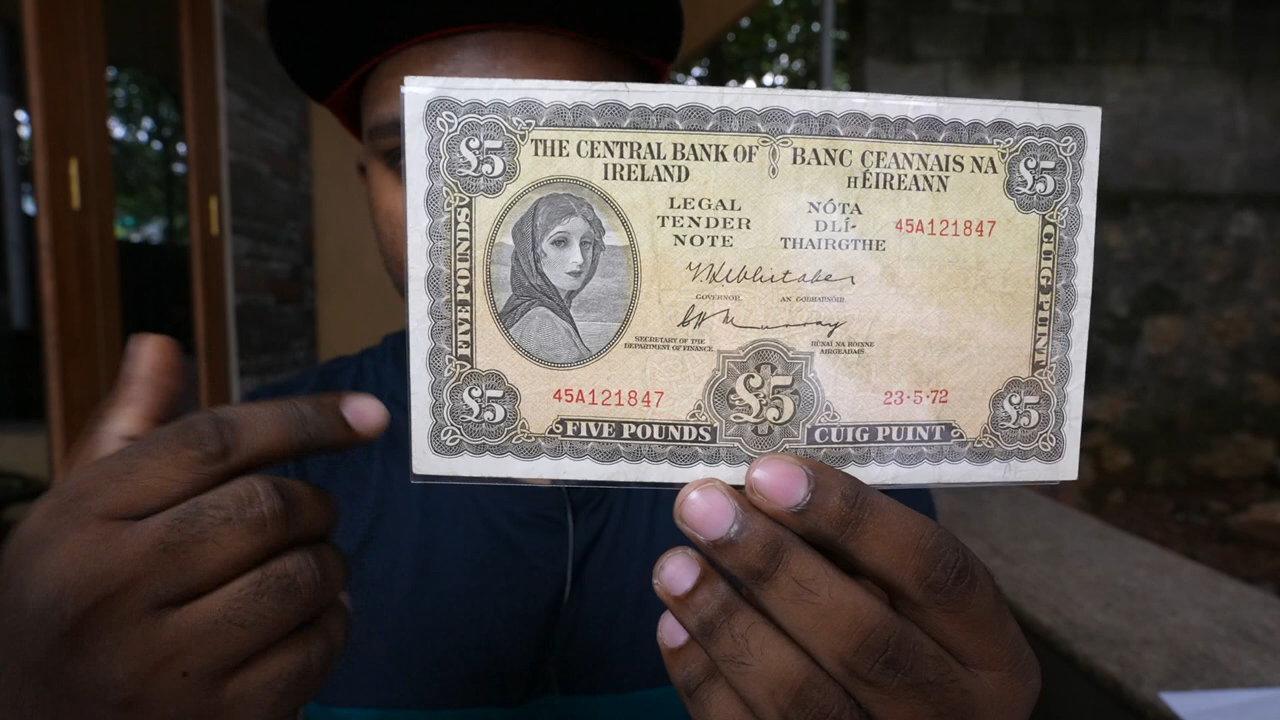 £5
£5
THE CENTRAL BANK OF
IRELAND
BANC CEANNAIS NA
hÉIREANN
LEGAL
TENDER
NOTE
NÓTA
DLÍ-
THAIRGTHE
45A121847
FIVE POUNDS
CUIG PUINT
T.K. Whitaker
GOVERNOR.
AN GOBHARNÓIR
C H Murray
SECRETARY OF THE
DEPARTMENT OF FINANCE.
RÚNAÍ NA ROINNE
AIRGEADAIS
45A121847
23·5·72
£5
£5
£5
FIVE POUNDS
CUIG PUINT